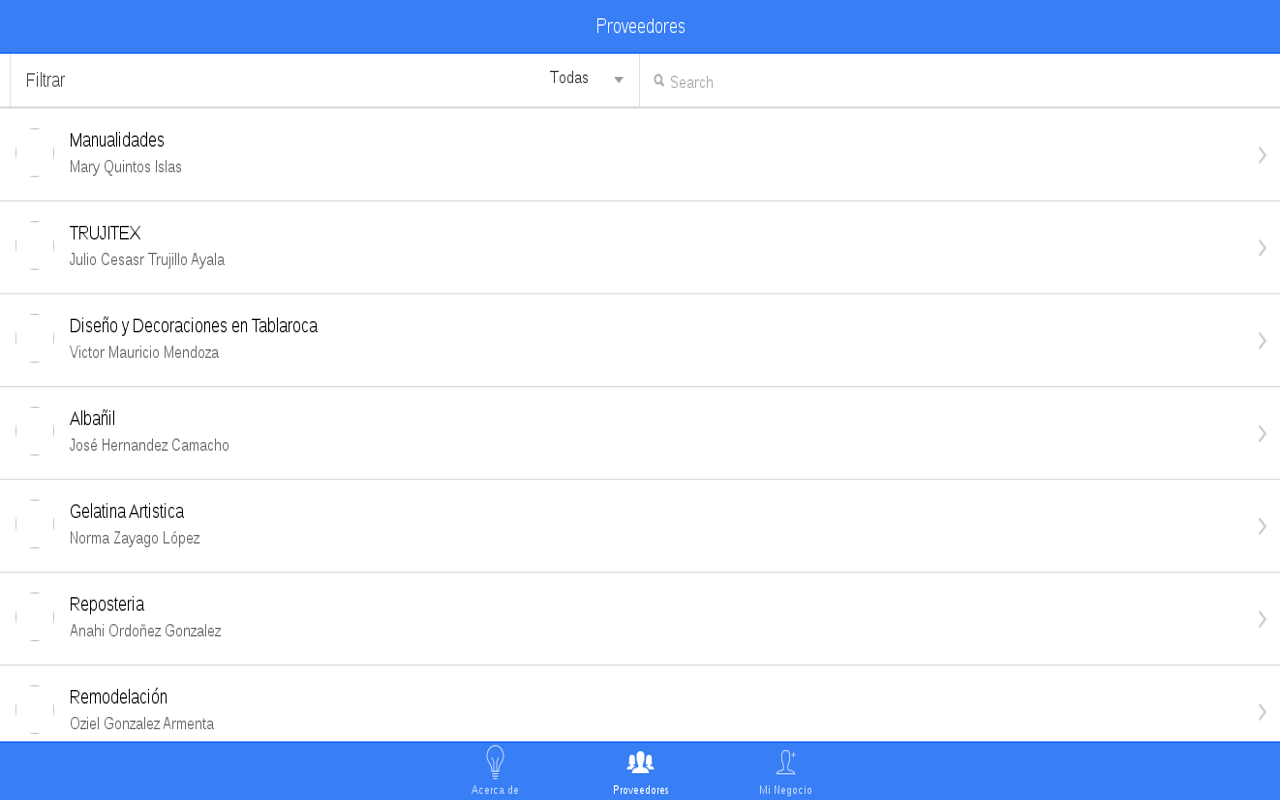 Proveedores
Filtrar
Todas
Search
Manualidades
Mary Quintos Islas
TRUJITEX
Julio Cesasr Trujillo Ayala
Diseño y Decoraciones en Tablaroca
Victor Mauricio Mendoza
Albañil
José Hernandez Camacho
Gelatina Artistica
Norma Zayago López
Reposteria
Anahi Ordoñez Gonzalez
Remodelación
Oziel Gonzalez Armenta
Acerca de
Proveedores
Mi Negocio